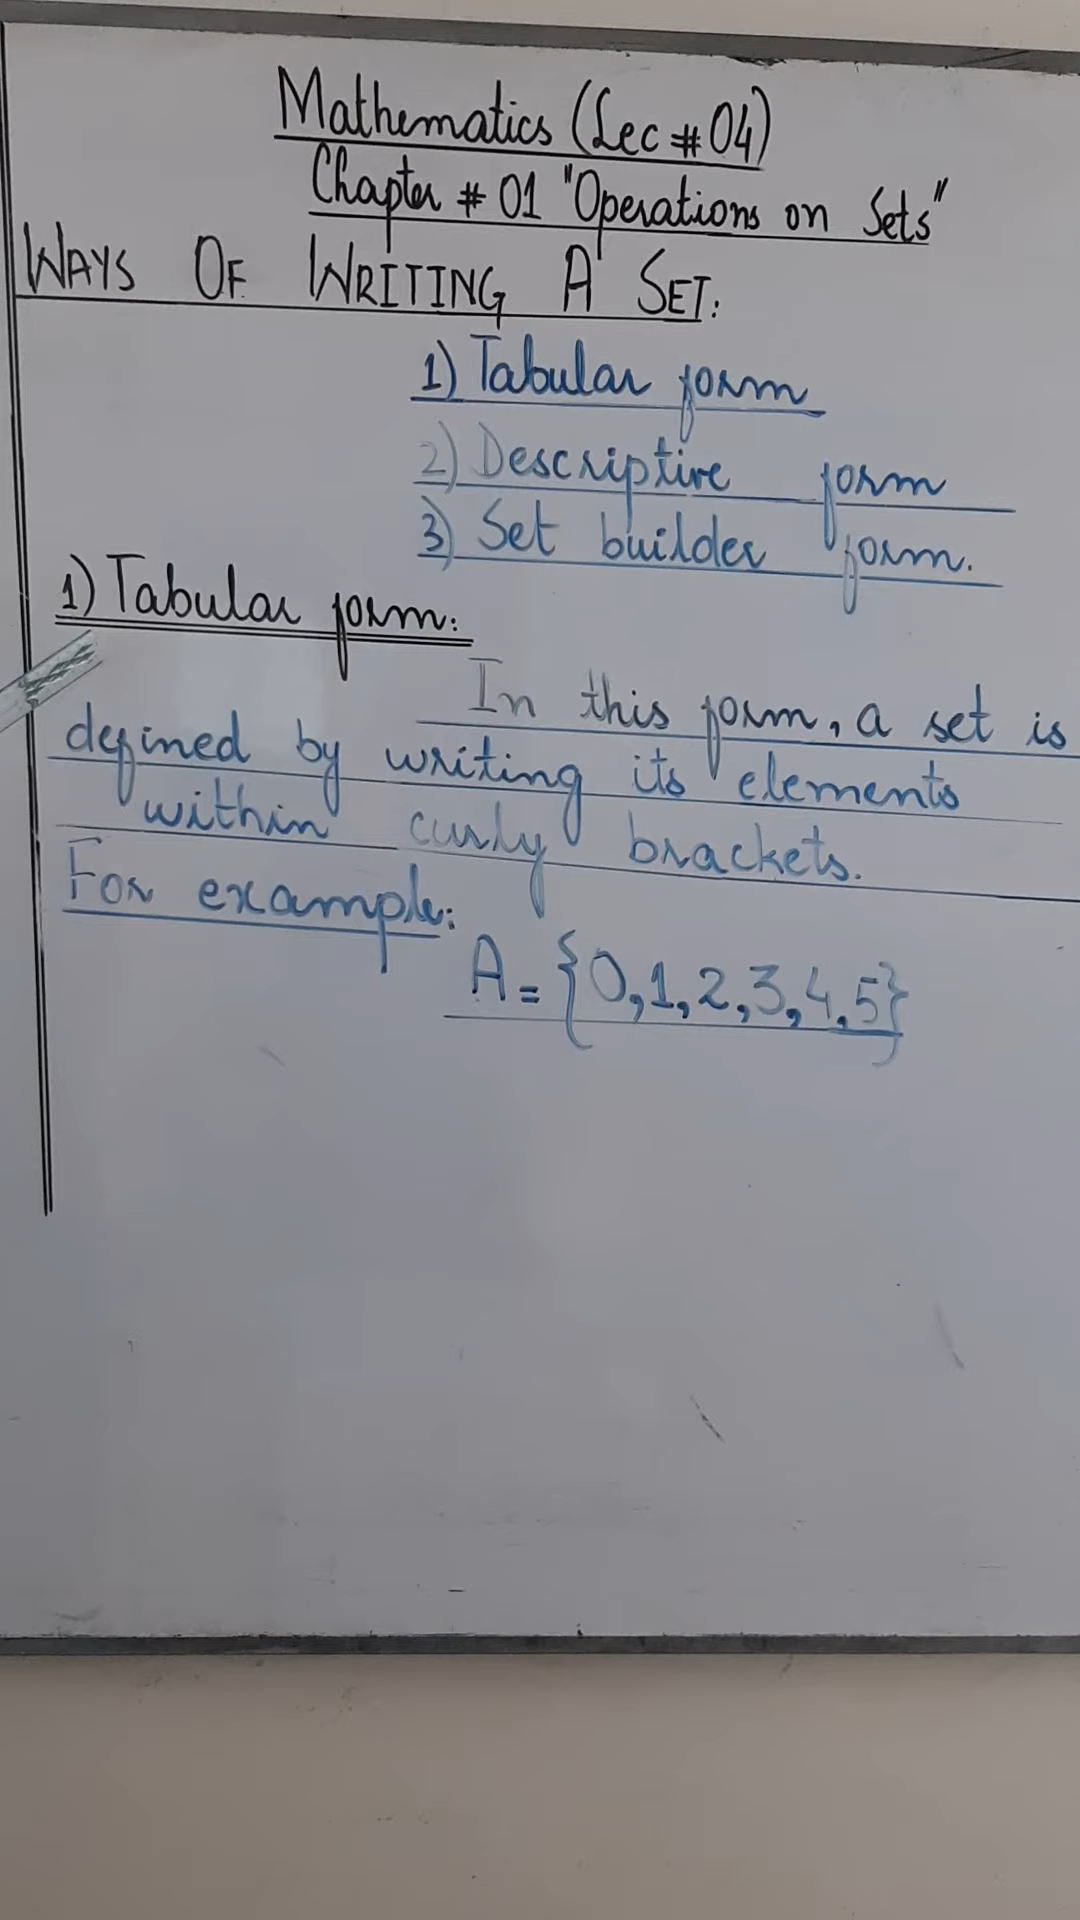 Mathematics (Lec # 04)
Chapter # 01 "Operations on Sets"
WAYS OF WRITING A SET:
1) Tabular form
2) Descriptive form
3) Set builder form.
1) Tabular form:
In this form, a set is
defined by writing its elements
within curly brackets.
For example:
A = {0,1,2,3,4,5}